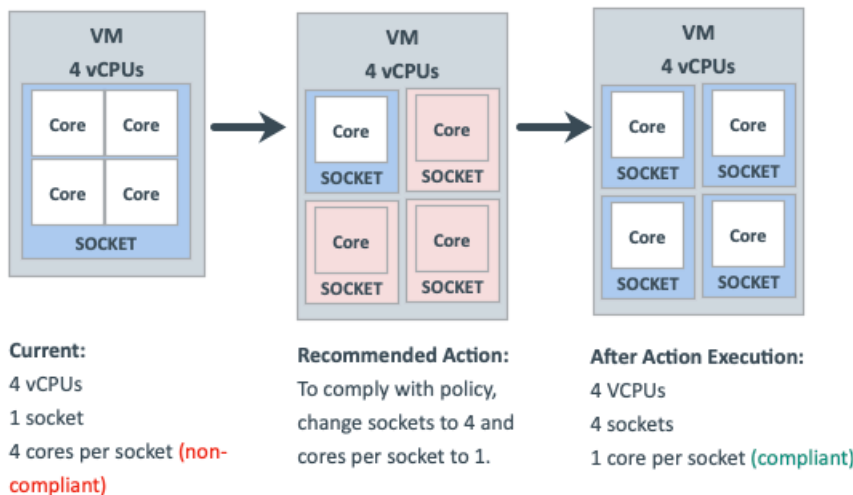 VM
4 vCPUs
Core
Core
Core
Core
SOCKET
VM
4 vCPUs
Core
Core
SOCKET
SOCKET
Core
Core
SOCKET
SOCKET
VM
4 vCPUs
Core
Core
SOCKET
SOCKET
Core
Core
SOCKET
SOCKET
Current:
4 vCPUs
1 socket
4 cores per socket (non-
compliant)
Recommended Action:
To comply with policy,
change sockets to 4 and
cores per socket to 1.
After Action Execution:
4 VCPUs
4 sockets
1 core per socket (compliant)